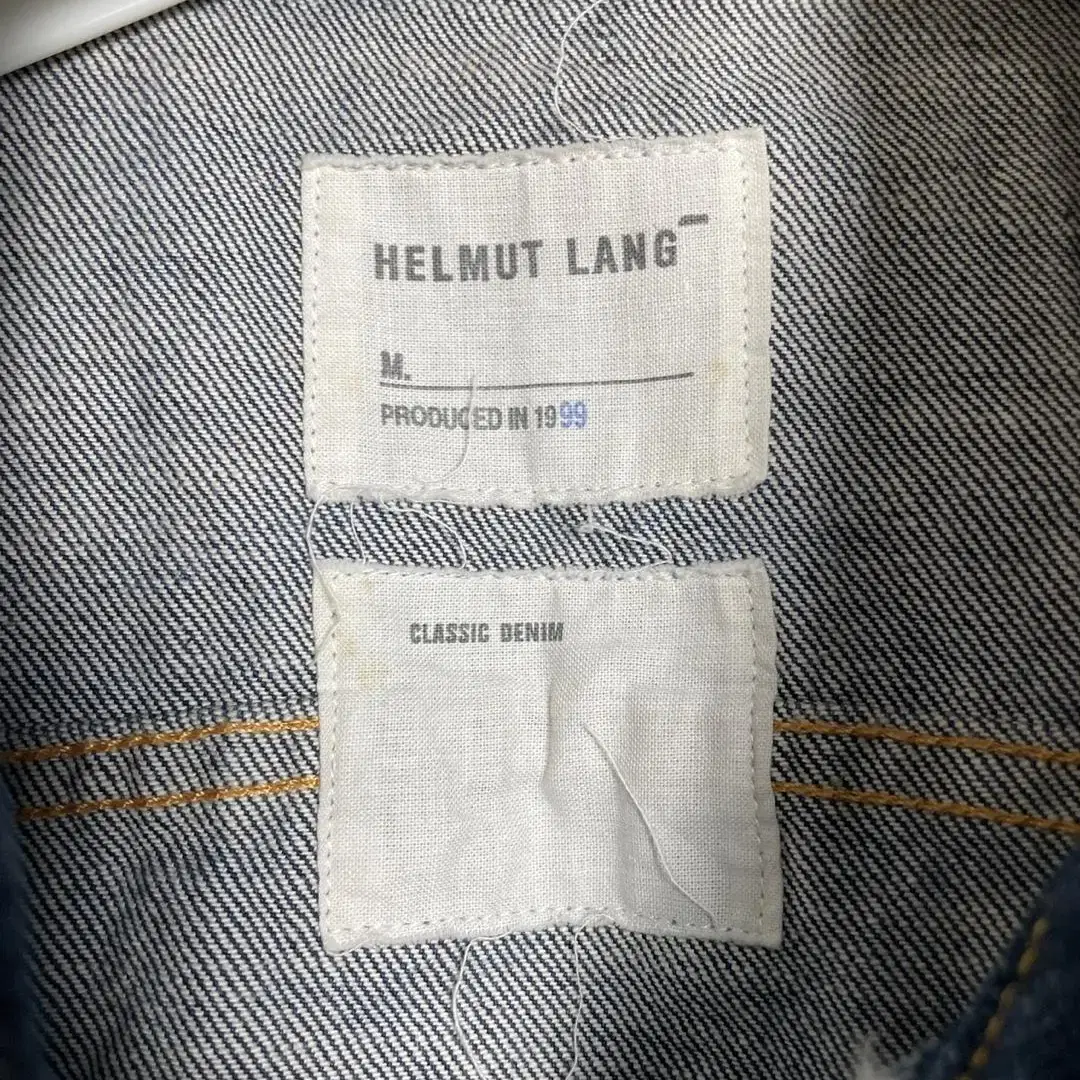 HELMUT LANG
M.
PRODUCED IN 1999
CLASSIC DENIM